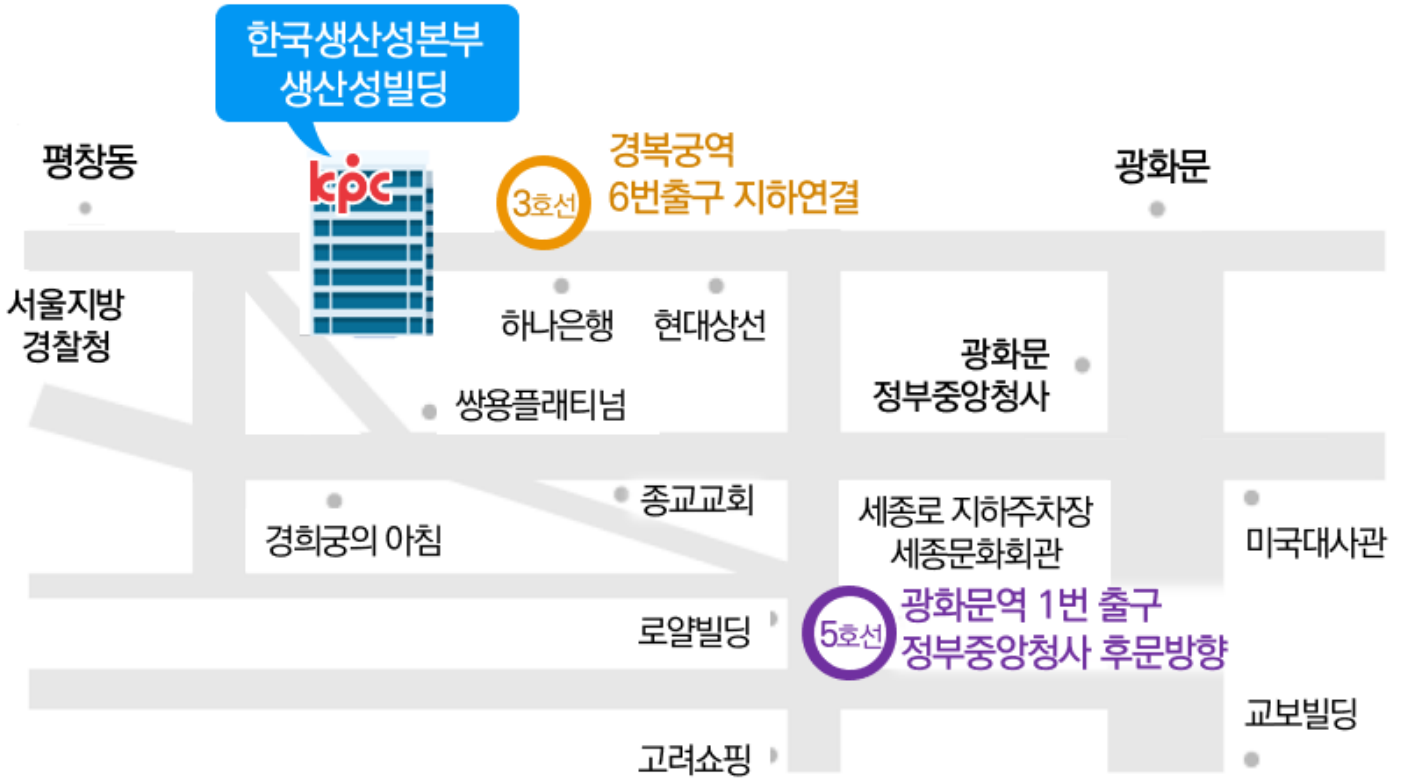 한국생산성본부
생산성빌딩
평창동
kpc
3호선
경복궁역
6번출구 지하연결
광화문
서울지방
경찰청
하나은행
현대상선
광화문
정부중앙청사
쌍용플래티넘
경희궁의 아침
종교교회
세종로 지하주차장
세종문화회관
미국대사관
로얄빌딩
5호선
광화문역 1번 출구
정부중앙청사 후문방향
교보빌딩
고려쇼핑